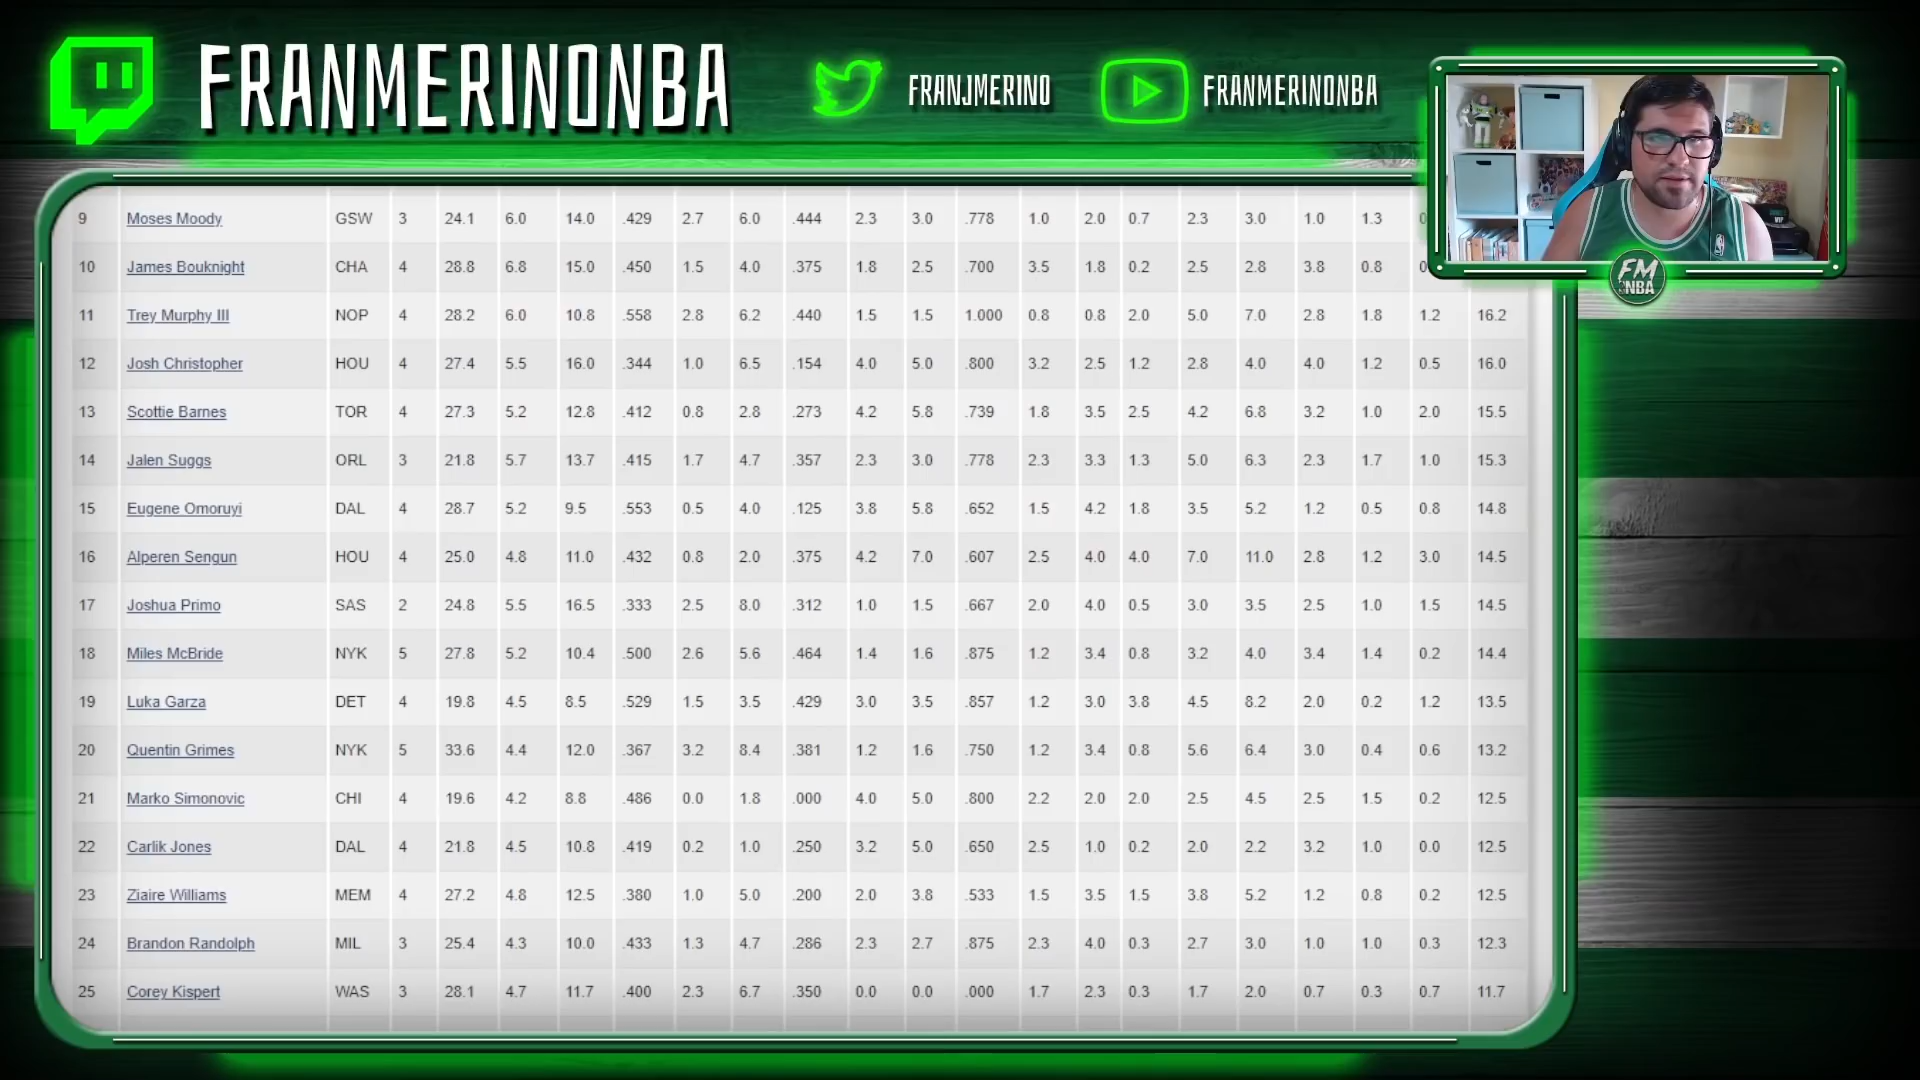 FRANMERINONBA
FRANJMERINO
FRANMERINONBA
FM
NBA
9 Moses Moody GSW 3 24.1 6.0 14.0 .429 2.7 6.0 .444 2.3 3.0 .778 1.0 2.0 0.7 2.3 3.0 1.0 1.3
10 James Bouknight CHA 4 28.8 6.8 15.0 .450 1.5 4.0 .375 1.8 2.5 .700 3.5 1.8 0.2 2.5 2.8 3.8 0.8
11 Trey Murphy III NOP 4 28.2 6.0 10.8 .558 2.8 6.2 .440 1.5 1.5 1.000 0.8 0.8 2.0 5.0 7.0 2.8 1.8 1.2 16.2
12 Josh Christopher HOU 4 27.4 5.5 16.0 .344 1.0 6.5 .154 4.0 5.0 .800 3.2 2.5 1.2 2.8 4.0 4.0 1.2 0.5 16.0
13 Scottie Barnes TOR 4 27.3 5.2 12.8 .412 0.8 2.8 .273 4.2 5.8 .739 1.8 3.5 2.5 4.2 6.8 3.2 1.0 2.0 15.5
14 Jalen Suggs ORL 3 21.8 5.7 13.7 .415 1.7 4.7 .357 2.3 3.0 .778 2.3 3.3 1.3 5.0 6.3 2.3 1.7 1.0 15.3
15 Eugene Omoruyi DAL 4 28.7 5.2 9.5 .553 0.5 4.0 .125 3.8 5.8 .652 1.5 4.2 1.8 3.5 5.2 1.2 0.5 0.8 14.8
16 Alperen Sengun HOU 4 25.0 4.8 11.0 .432 0.8 2.0 .375 4.2 7.0 .607 2.5 4.0 4.0 7.0 11.0 2.8 1.2 3.0 14.5
17 Joshua Primo SAS 2 24.8 5.5 16.5 .333 2.5 8.0 .312 1.0 1.5 .667 2.0 4.0 0.5 3.0 3.5 2.5 1.0 1.5 14.5
18 Miles McBride NYK 5 27.8 5.2 10.4 .500 2.6 5.6 .464 1.4 1.6 .875 1.2 3.4 0.8 3.2 4.0 3.4 1.4 0.2 14.4
19 Luka Garza DET 4 19.8 4.5 8.5 .529 1.5 3.5 .429 3.0 3.5 .857 1.2 3.0 3.8 4.5 8.2 2.0 0.2 1.2 13.5
20 Quentin Grimes NYK 5 33.6 4.4 12.0 .367 3.2 8.4 .381 1.2 1.6 .750 1.2 3.4 0.8 5.6 6.4 3.0 0.4 0.6 13.2
21 Marko Simonovic CHI 4 19.6 4.2 8.8 .486 0.0 1.8 .000 4.0 5.0 .800 2.2 2.0 2.0 2.5 4.5 2.5 1.5 0.2 12.5
22 Carlik Jones DAL 4 21.8 4.5 10.8 .419 0.2 1.0 .250 3.2 5.0 .650 2.5 1.0 0.2 2.0 2.2 3.2 1.0 0.0 12.5
23 Ziaire Williams MEM 4 27.2 4.8 12.5 .380 1.0 5.0 .200 2.0 3.8 .533 1.5 3.5 1.5 3.8 5.2 1.2 0.8 0.2 12.5
24 Brandon Randolph MIL 3 25.4 4.3 10.0 .433 1.3 4.7 .286 2.3 2.7 .875 2.3 4.0 0.3 2.7 3.0 1.0 1.0 0.3 12.3
25 Corey Kispert WAS 3 28.1 4.7 11.7 .400 2.3 6.7 .350 0.0 0.0 .000 1.7 2.3 0.3 1.7 2.0 0.7 0.3 0.7 11.7